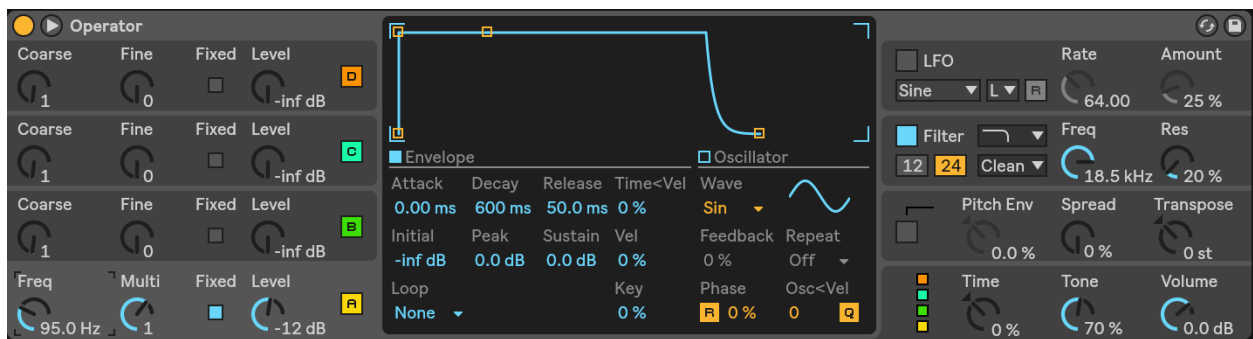 Operator
Coarse Fine Fixed Level
1 0 -inf dB D
Coarse Fine Fixed Level
1 0 -inf dB C
Coarse Fine Fixed Level
1 0 -inf dB B
Freq Multi Fixed Level
95.0 Hz 1 -12 dB A
Envelope Oscillator
Attack Decay Release Time<Vel Wave
0.00 ms 600 ms 50.0 ms 0 % Sin
Initial Peak Sustain Vel Feedback Repeat
-inf dB 0.0 dB 0.0 dB 0 % 0 % Off
Loop Key Phase Osc<Vel
None 0 % R 0 % 0 Q
LFO Rate Amount
Sine L R 64.00 25 %
Filter Freq Res
12 24 Clean 18.5 kHz 20 %
Pitch Env Spread Transpose
0.0 % 0 % 0 st
Time Tone Volume
0 % 70 % 0.0 dB